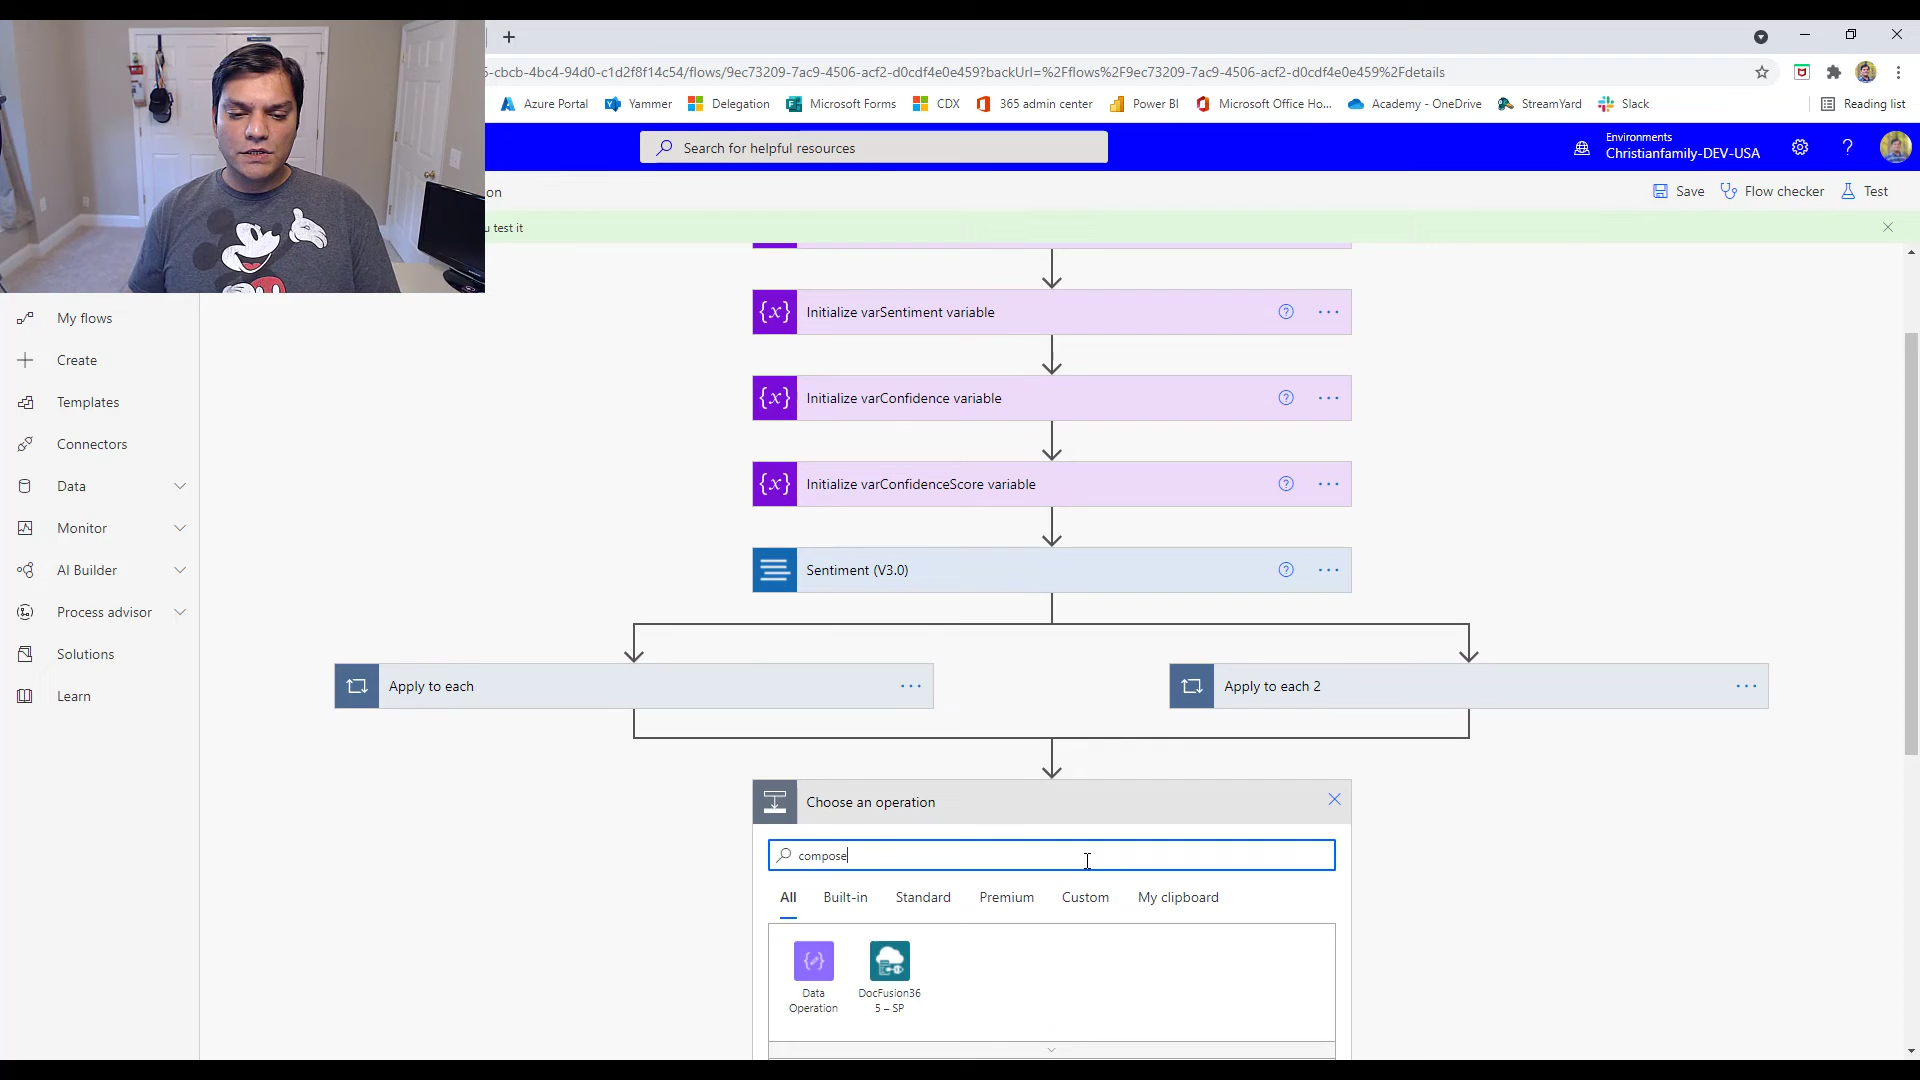 5-cbcb-4bc4-94d0-c1d2f8f14c54/flows/9ec73209-7ac9-4506-acf2-d0cdf4e0e459?backUrl=%2Fflows%2F9ec73209-7ac9-4506-acf2-d0cdf4e0e459%2Fdetails
Azure Portal Yammer Delegation Microsoft Forms CDX 365 admin center Power BI Microsoft Office Ho... Academy - OneDrive StreamYard Slack Reading list
Search for helpful resources
Environments
Christianfamily-DEV-USA
on
Save Flow checker Test
u test it
Initialize varSentiment variable
My flows
Create
Initialize varConfidence variable
Templates
Connectors
Initialize varConfidenceScore variable
Data
Monitor
AI Builder
Sentiment (V3.0)
Process advisor
Solutions
Apply to each
Apply to each 2
Learn
Choose an operation
compose
All Built-in Standard Premium Custom My clipboard
Data
Operation
DocFusion36
5 – SP